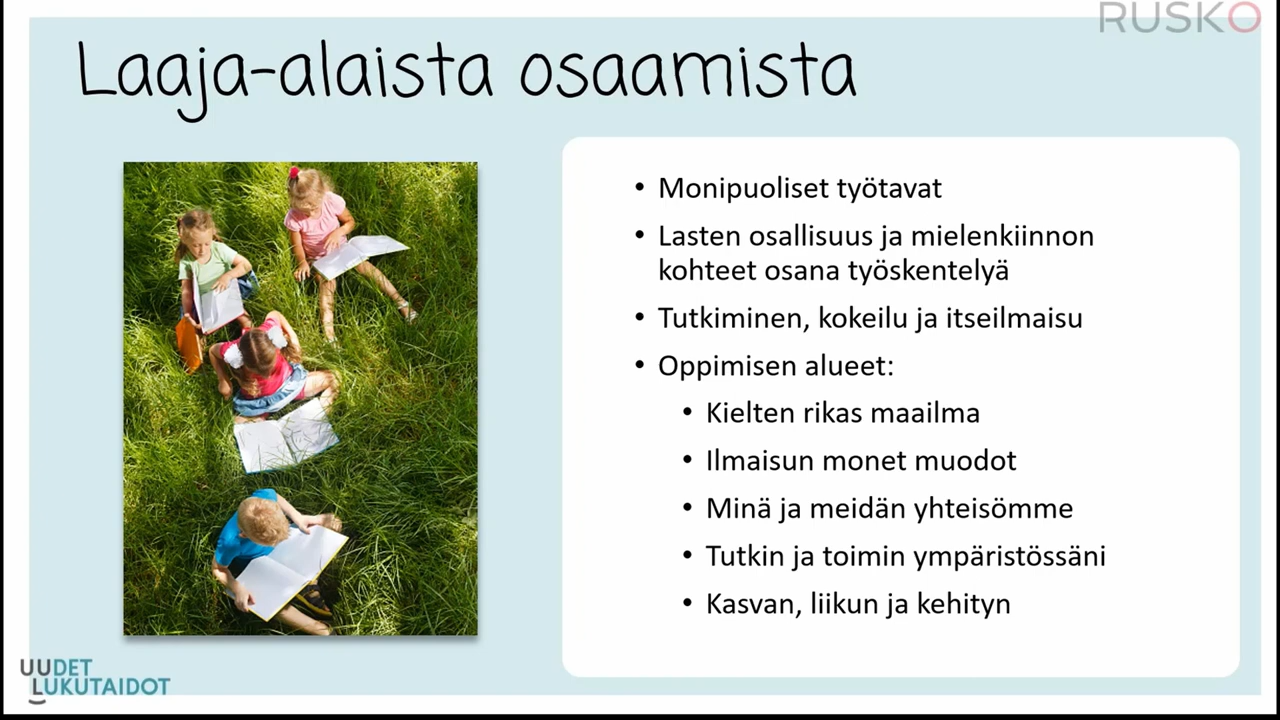 RUSKO
Laaja-alaista osaamista
• Monipuoliset työtavat
• Lasten osallisuus ja mielenkiinnon
kohteet osana työskentelyä
• Tutkiminen, kokeilu ja itseilmaisu
• Oppimisen alueet:
• Kielten rikas maailma
• Ilmaisun monet muodot
• Minä ja meidän yhteisömme
• Tutkin ja toimin ympäristössäni
• Kasvan, liikun ja kehityn
UUDET
LUKUTAIDOT